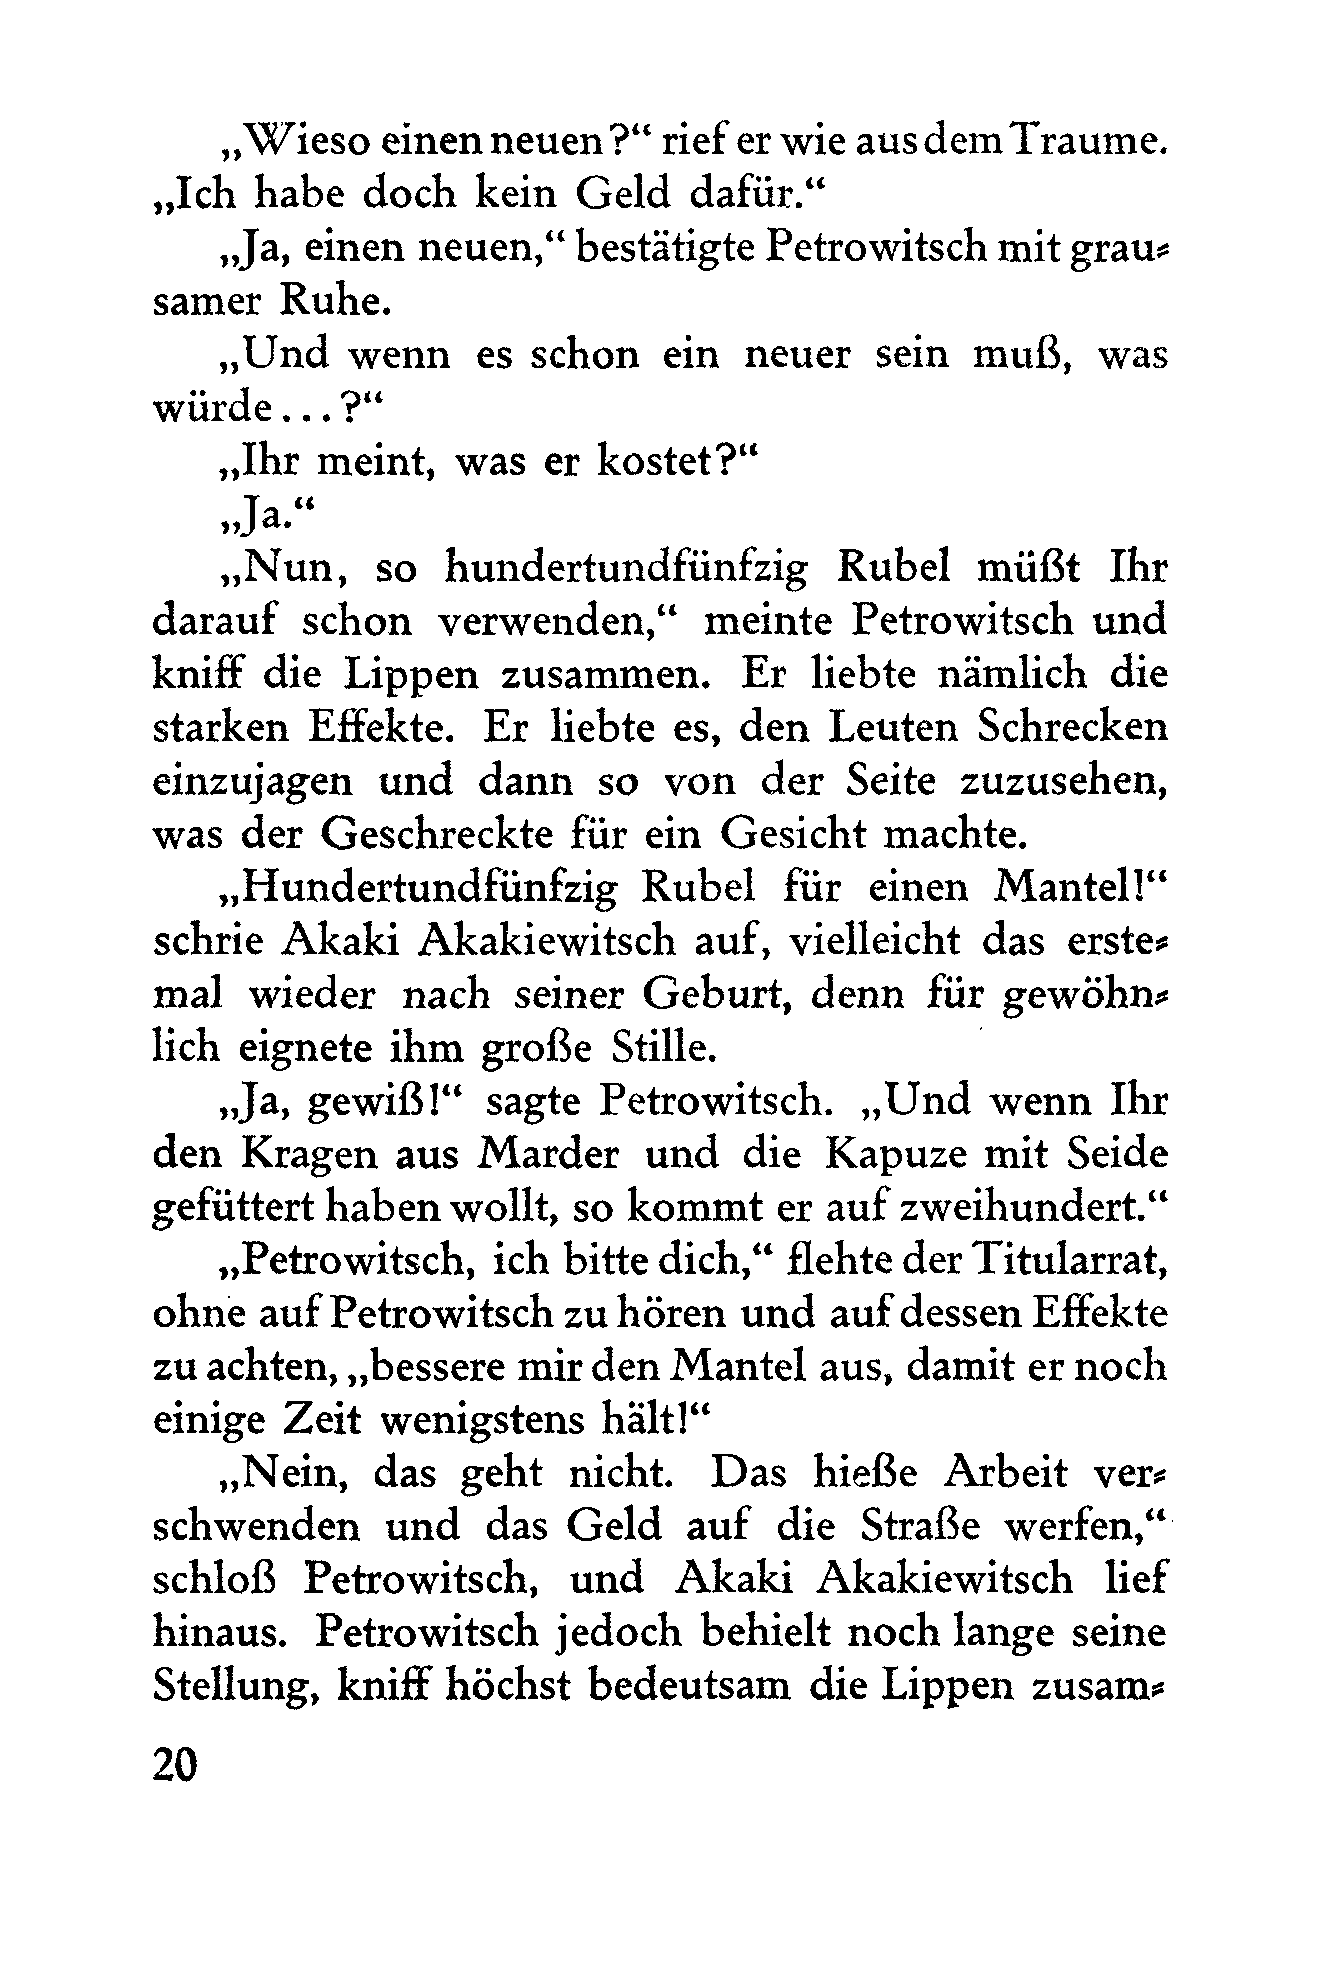 „Wieso einen neuen?“ rief er wie aus dem Traume.
„Ich habe doch kein Geld dafür.“
„Ja, einen neuen,“ bestätigte Petrowitsch mit grau⸗
samer Ruhe.
„Und wenn es schon ein neuer sein muß, was
würde...?“
„Ihr meint, was er kostet?“
„Ja.“
„Nun, so hundertundfünfzig Rubel müßt Ihr
darauf schon verwenden,“ meinte Petrowitsch und
kniff die Lippen zusammen. Er liebte nämlich die
starken Effekte. Er liebte es, den Leuten Schrecken
einzujagen und dann so von der Seite zuzusehen,
was der Geschreckte für ein Gesicht machte.
„Hundertundfünfzig Rubel für einen Mantel!“
schrie Akaki Akakiewitsch auf, vielleicht das erste⸗
mal wieder nach seiner Geburt, denn für gewöhn⸗
lich eignete ihm große Stille.
„Ja, gewiß!“ sagte Petrowitsch. „Und wenn Ihr
den Kragen aus Marder und die Kapuze mit Seide
gefüttert haben wollt, so kommt er auf zweihundert.“
„Petrowitsch, ich bitte dich,“ flehte der Titularrat,
ohne auf Petrowitsch zu hören und auf dessen Effekte
zu achten, „bessere mir den Mantel aus, damit er noch
einige Zeit wenigstens hält!“
„Nein, das geht nicht. Das hieße Arbeit ver⸗
schwenden und das Geld auf die Straße werfen,“
schloß Petrowitsch, und Akaki Akakiewitsch lief
hinaus. Petrowitsch jedoch behielt noch lange seine
Stellung, kniff höchst bedeutsam die Lippen zusam⸗
20